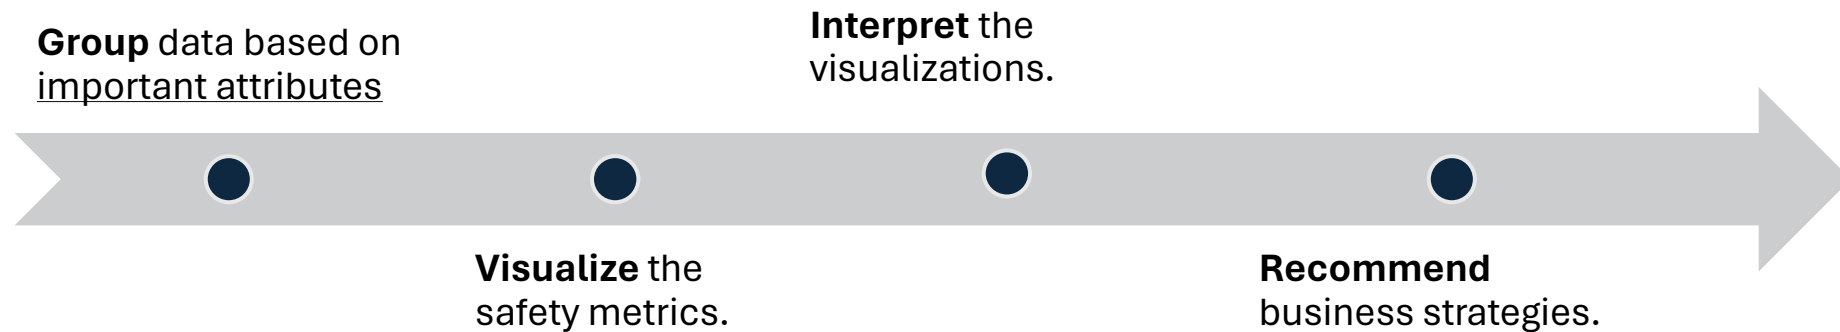 Group data based on
important attributes
Visualize the
safety metrics.
Interpret the
visualizations.
Recommend
business strategies.